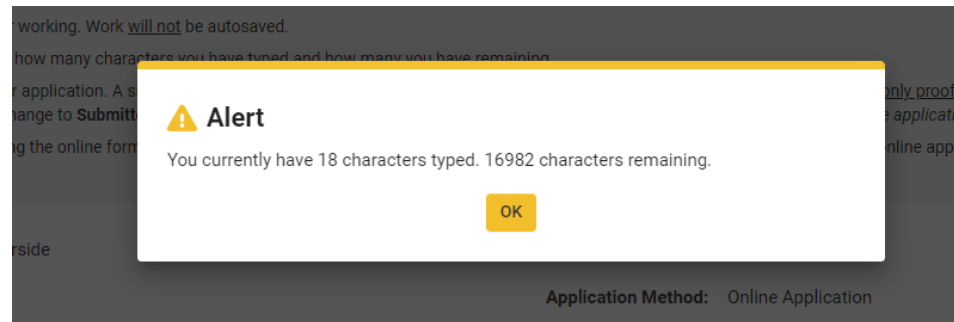 working. Work will not be autosaved.
how many characters you have typed and how many you have remaining
r application. A s
only proof
hange to Submitt
e applicati
ng the online form
nline app
Alert
You currently have 18 characters typed. 16982 characters remaining.
OK
rside
Application Method: Online Application